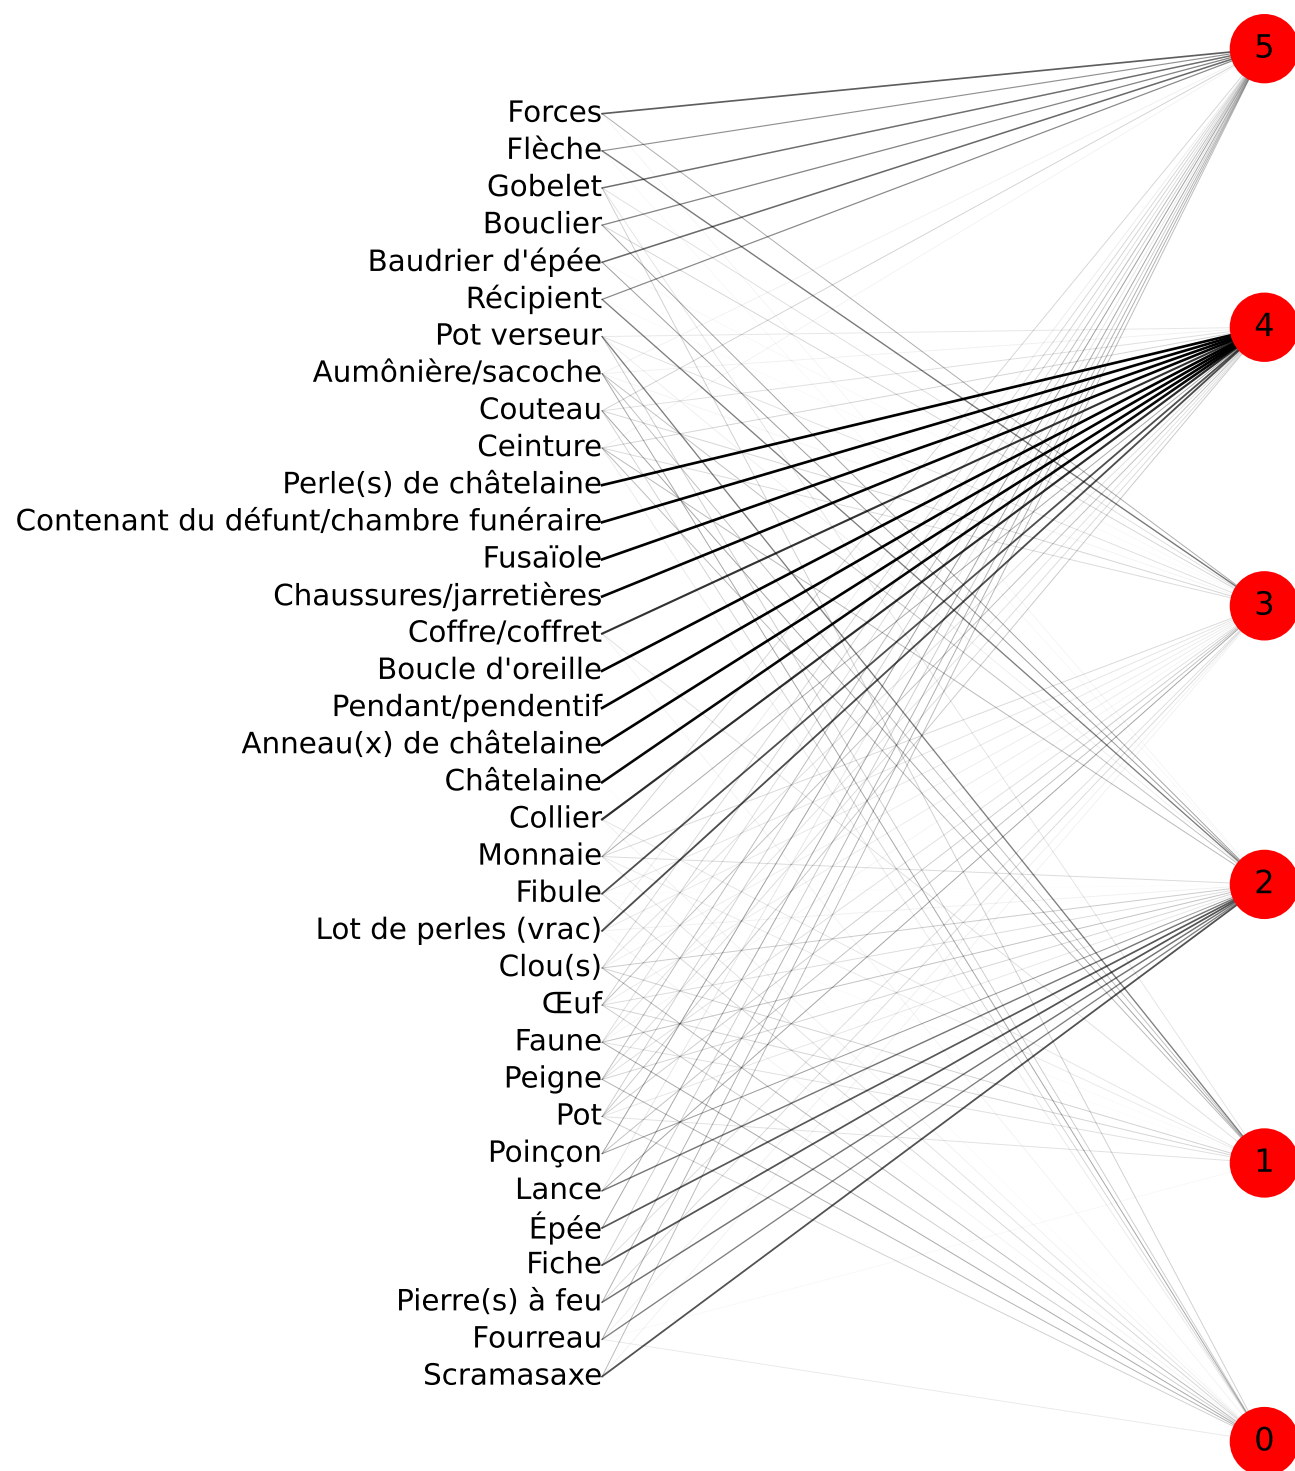 5
Forces
Flèche
Gobelet
Bouclier
Baudrier d'épée
Récipient
Pot verseur
4
Aumônière/sacoche
Couteau
Ceinture
Perle(s) de châtelaine
Contenant du défunt/chambre funéraire
Fusaïole
Chaussures/jarretières
3
Coffre/coffret
Boucle d'oreille
Pendant/pendentif
Anneau(x) de châtelaine
Châtelaine
Collier
Monnaie
2
Fibule
Lot de perles (vrac)
Clou(s)
Œuf
Faune
Peigne
Pot
Poinçon
1
Lance
Épée
Fiche
Pierre(s) à feu
Fourreau
Scramasaxe
0